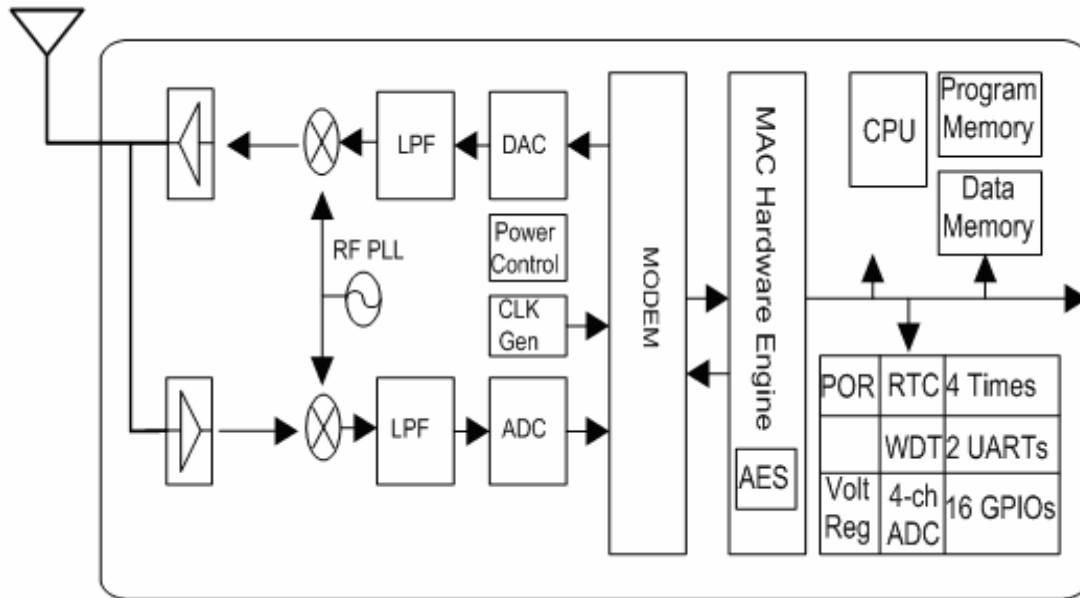 LPF
DAC
Power
Control
RF PLL
CLK
Gen
LPF
ADC
MODEM
MAC Hardware Engine
AES
CPU
Program
Memory
Data
Memory
POR RTC 4 Times
WDT 2 UARTs
Volt
Reg
4-ch
ADC
16 GPIOs